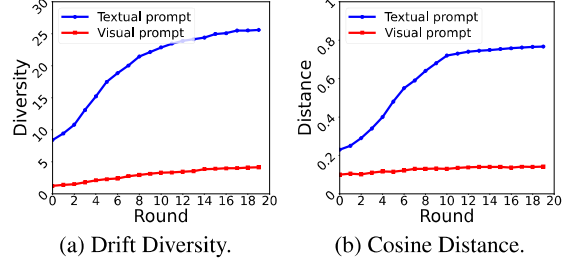 Textual prompt
Visual prompt
Diversity
30
25
20
15
10
5
0
0 2 4 6 8 10 12 14 16 18 20
Round
(a) Drift Diversity.
Textual prompt
Visual prompt
Distance
1
0.8
0.6
0.4
0.2
0
0 2 4 6 8 10 12 14 16 18 20
Round
(b) Cosine Distance.